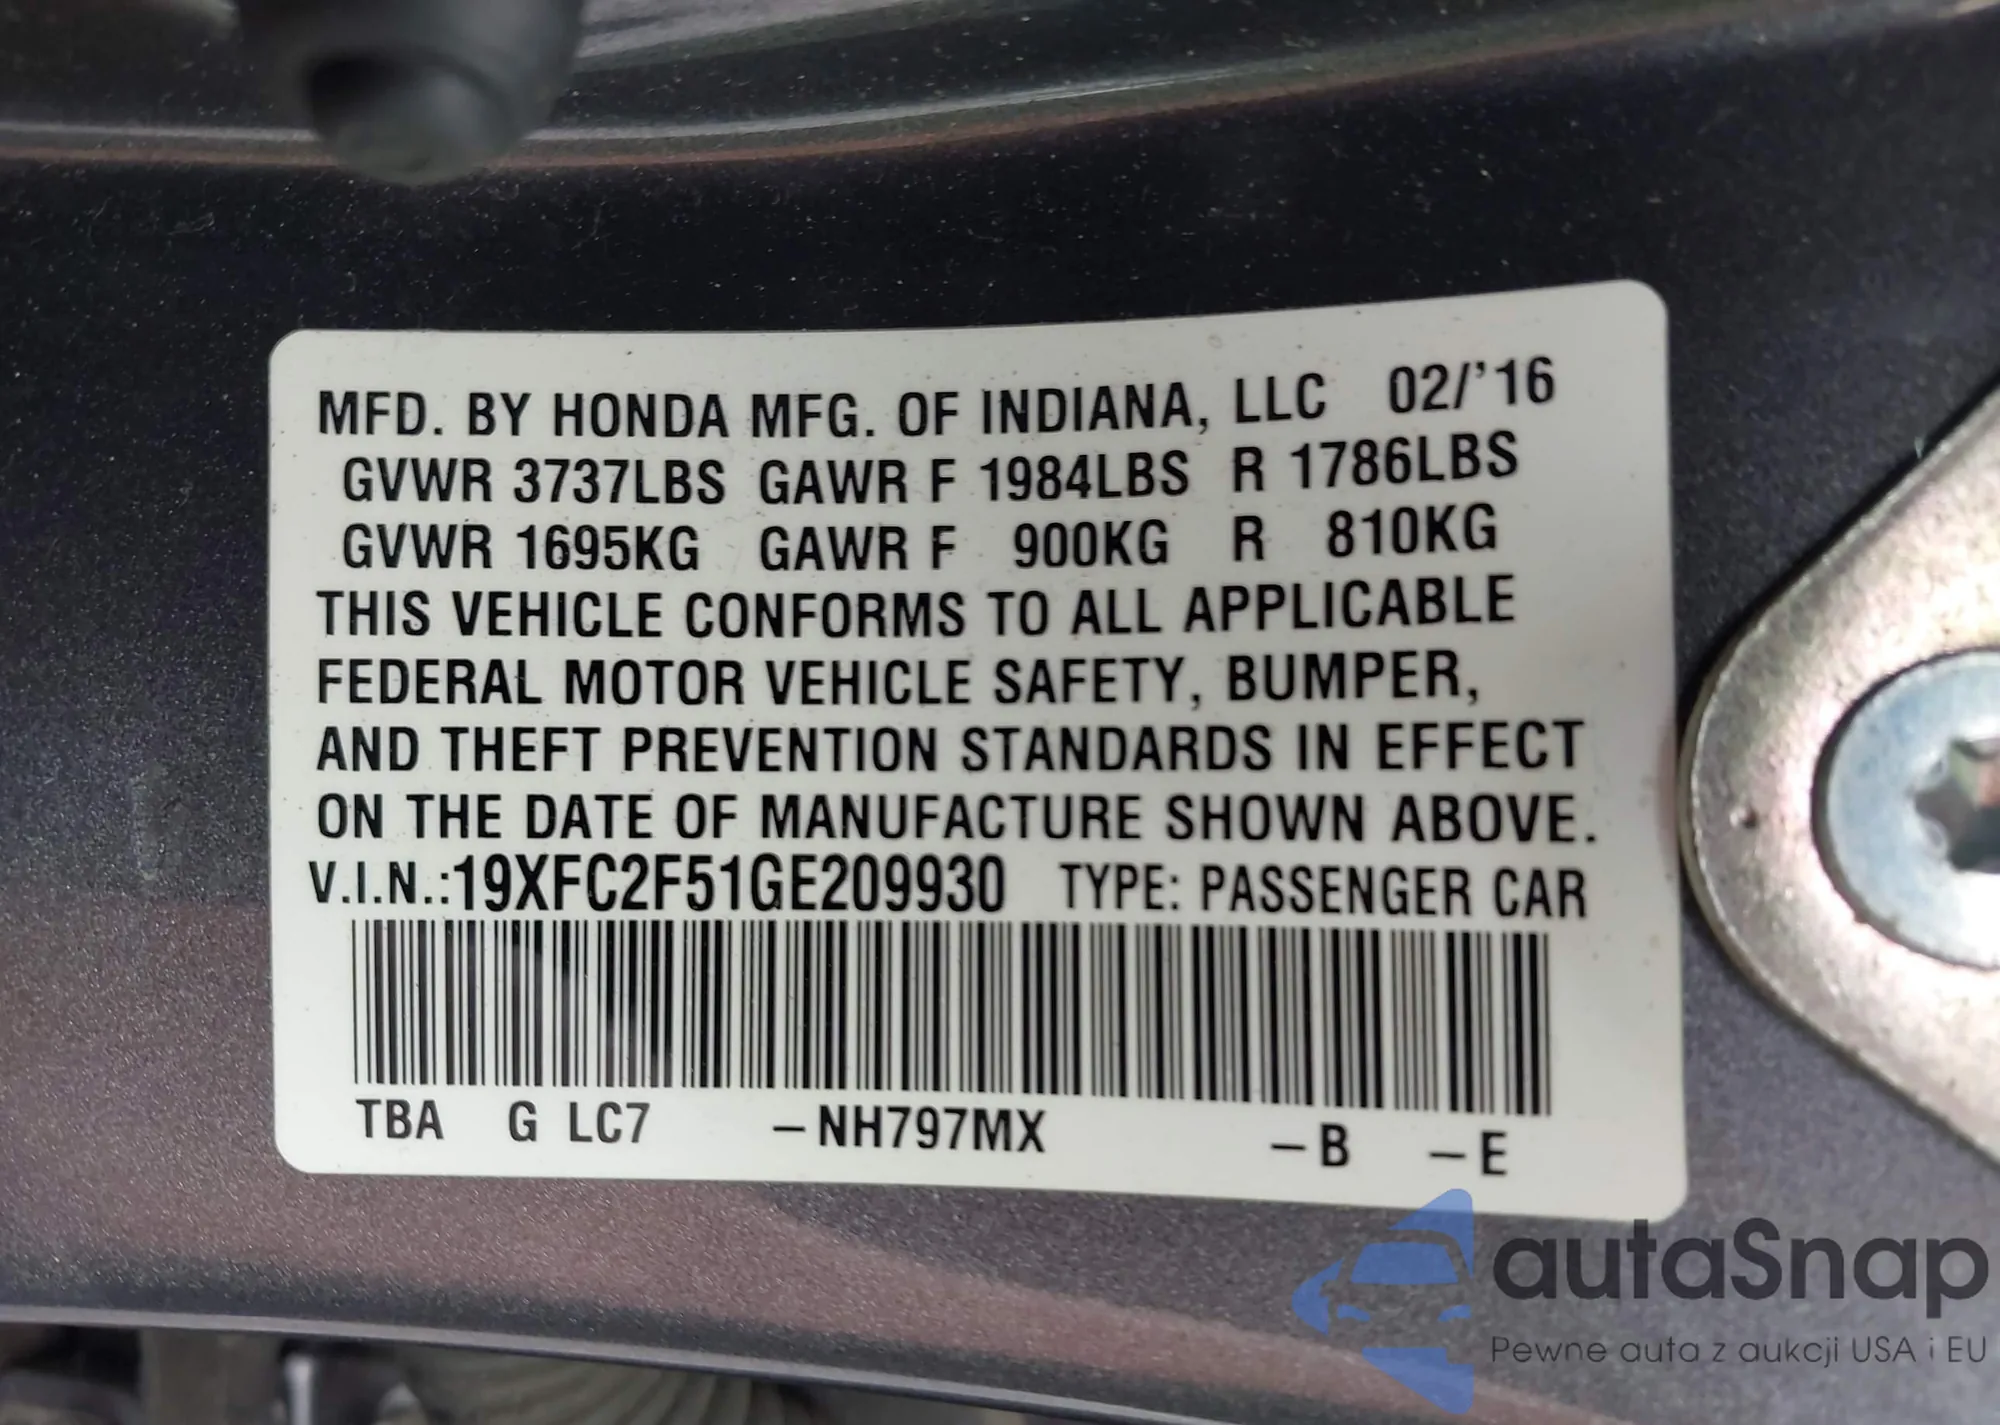 MFD. BY HONDA MFG. OF INDIANA, LLC 02/'16
GVWR 3737LBS GAWR F 1984LBS R 1786LBS
GVWR 1695KG GAWR F 900KG R 810KG
THIS VEHICLE CONFORMS TO ALL APPLICABLE
FEDERAL MOTOR VEHICLE SAFETY, BUMPER,
AND THEFT PREVENTION STANDARDS IN EFFECT
ON THE DATE OF MANUFACTURE SHOWN ABOVE.
V.I.N.:19XFC2F51GE209930 TYPE: PASSENGER CAR
TBA G LC7 –NH797MX –B –E
autaSnap
Pewne auta z aukcji USA i EU